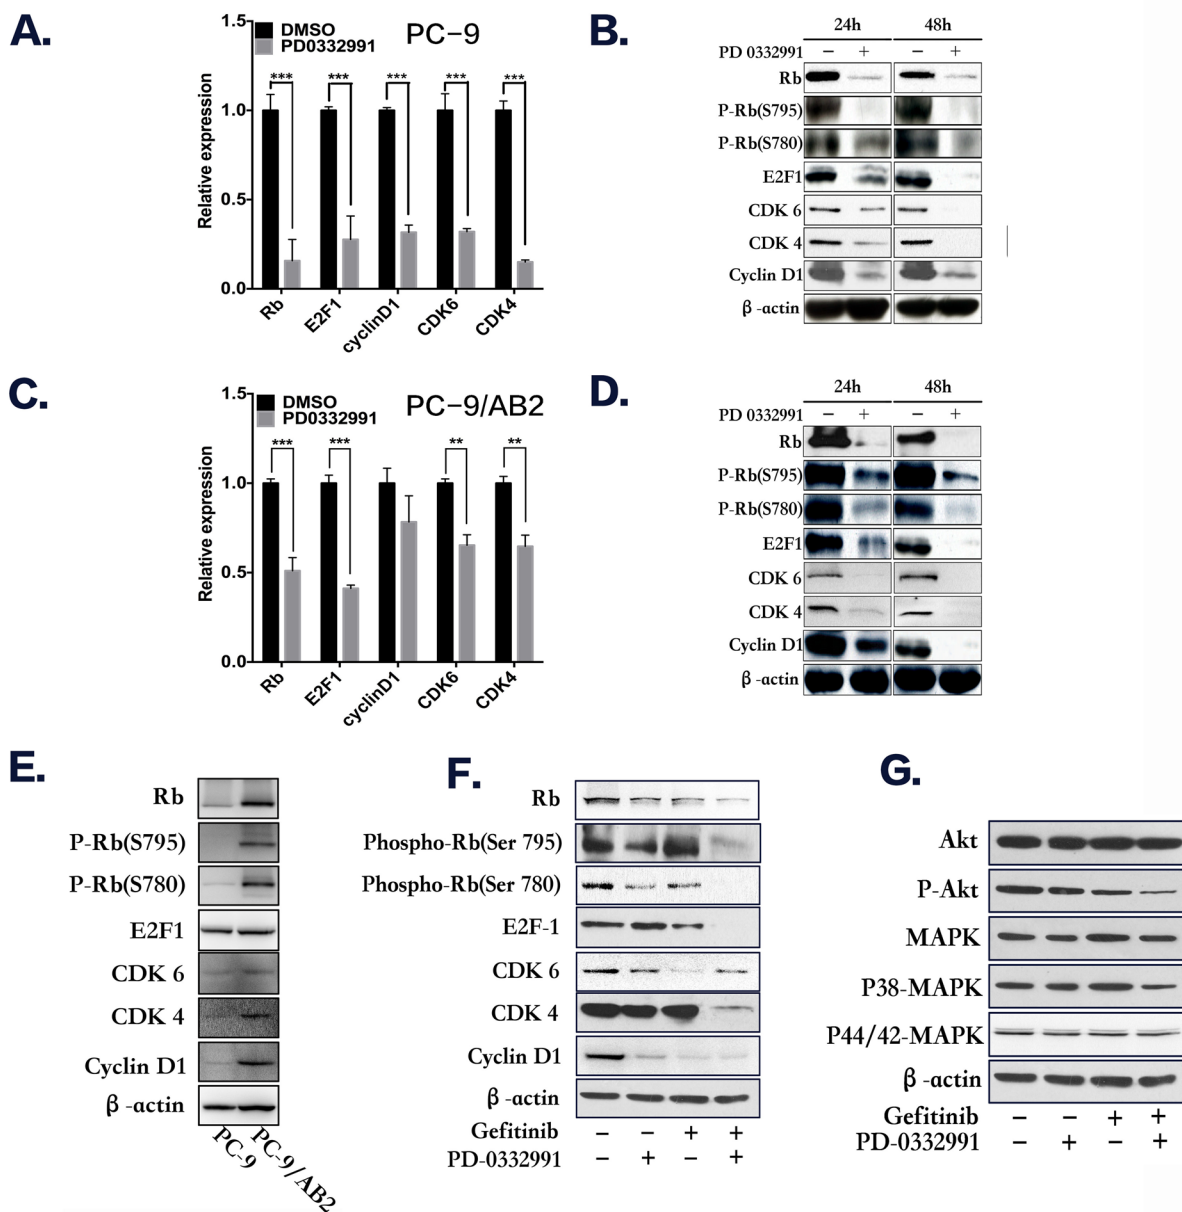 A.
1.5
1.0
0.5
0.0
Relative expression
DMSO
PD0332991
PC-9
***
***
***
***
***
Rb
E2F1
cyclinD1
CDK6
CDK4
B.
24h 48h
PD 0332991 − + − +
Rb
P-Rb(S795)
P-Rb(S780)
E2F1
CDK 6
CDK 4
Cyclin D1
β -actin
C.
1.5
1.0
0.5
0.0
Relative expression
DMSO
PD0332991
PC-9/AB2
***
***
**
**
Rb
E2F1
cyclinD1
CDK6
CDK4
D.
24h 48h
PD 0332991 − + − +
Rb
P-Rb(S795)
P-Rb(S780)
E2F1
CDK 6
CDK 4
Cyclin D1
β -actin
E.
Rb
P-Rb(S795)
P-Rb(S780)
E2F1
CDK 6
CDK 4
Cyclin D1
β -actin
PC-9
PC-9/AB2
F.
Rb
Phospho-Rb(Ser 795)
Phospho-Rb(Ser 780)
E2F-1
CDK 6
CDK 4
Cyclin D1
β -actin
Gefitinib − − + +
PD-0332991 − + − +
G.
Akt
P-Akt
MAPK
P38-MAPK
P44/42-MAPK
β -actin
Gefitinib − − + +
PD-0332991 − + − +